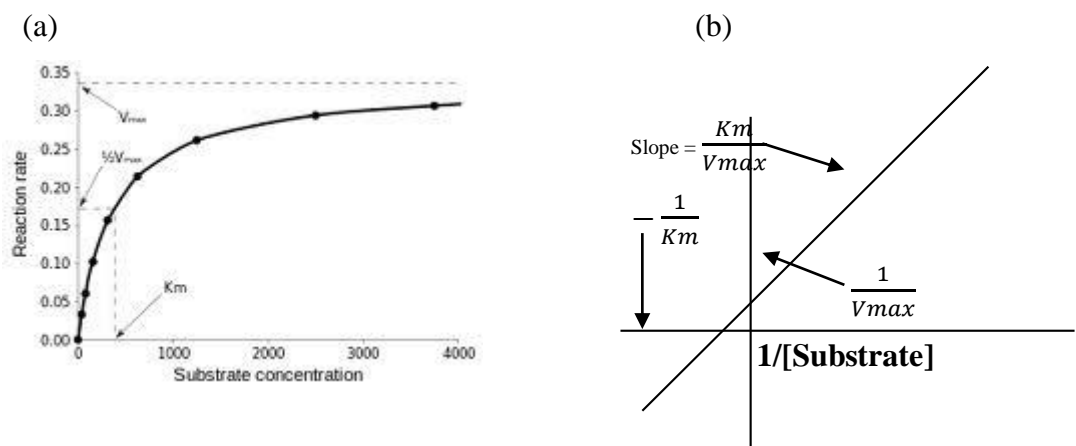 (a)
(b)
0.35
0.30
0.25
0.20
0.15
0.10
0.05
0.00
Reaction rate
Vmax
½Vmax
Km
0 1000 2000 3000 4000
Substrate concentration
Slope = Km
Vmax
− 1
Km
1
Vmax
1/[Substrate]